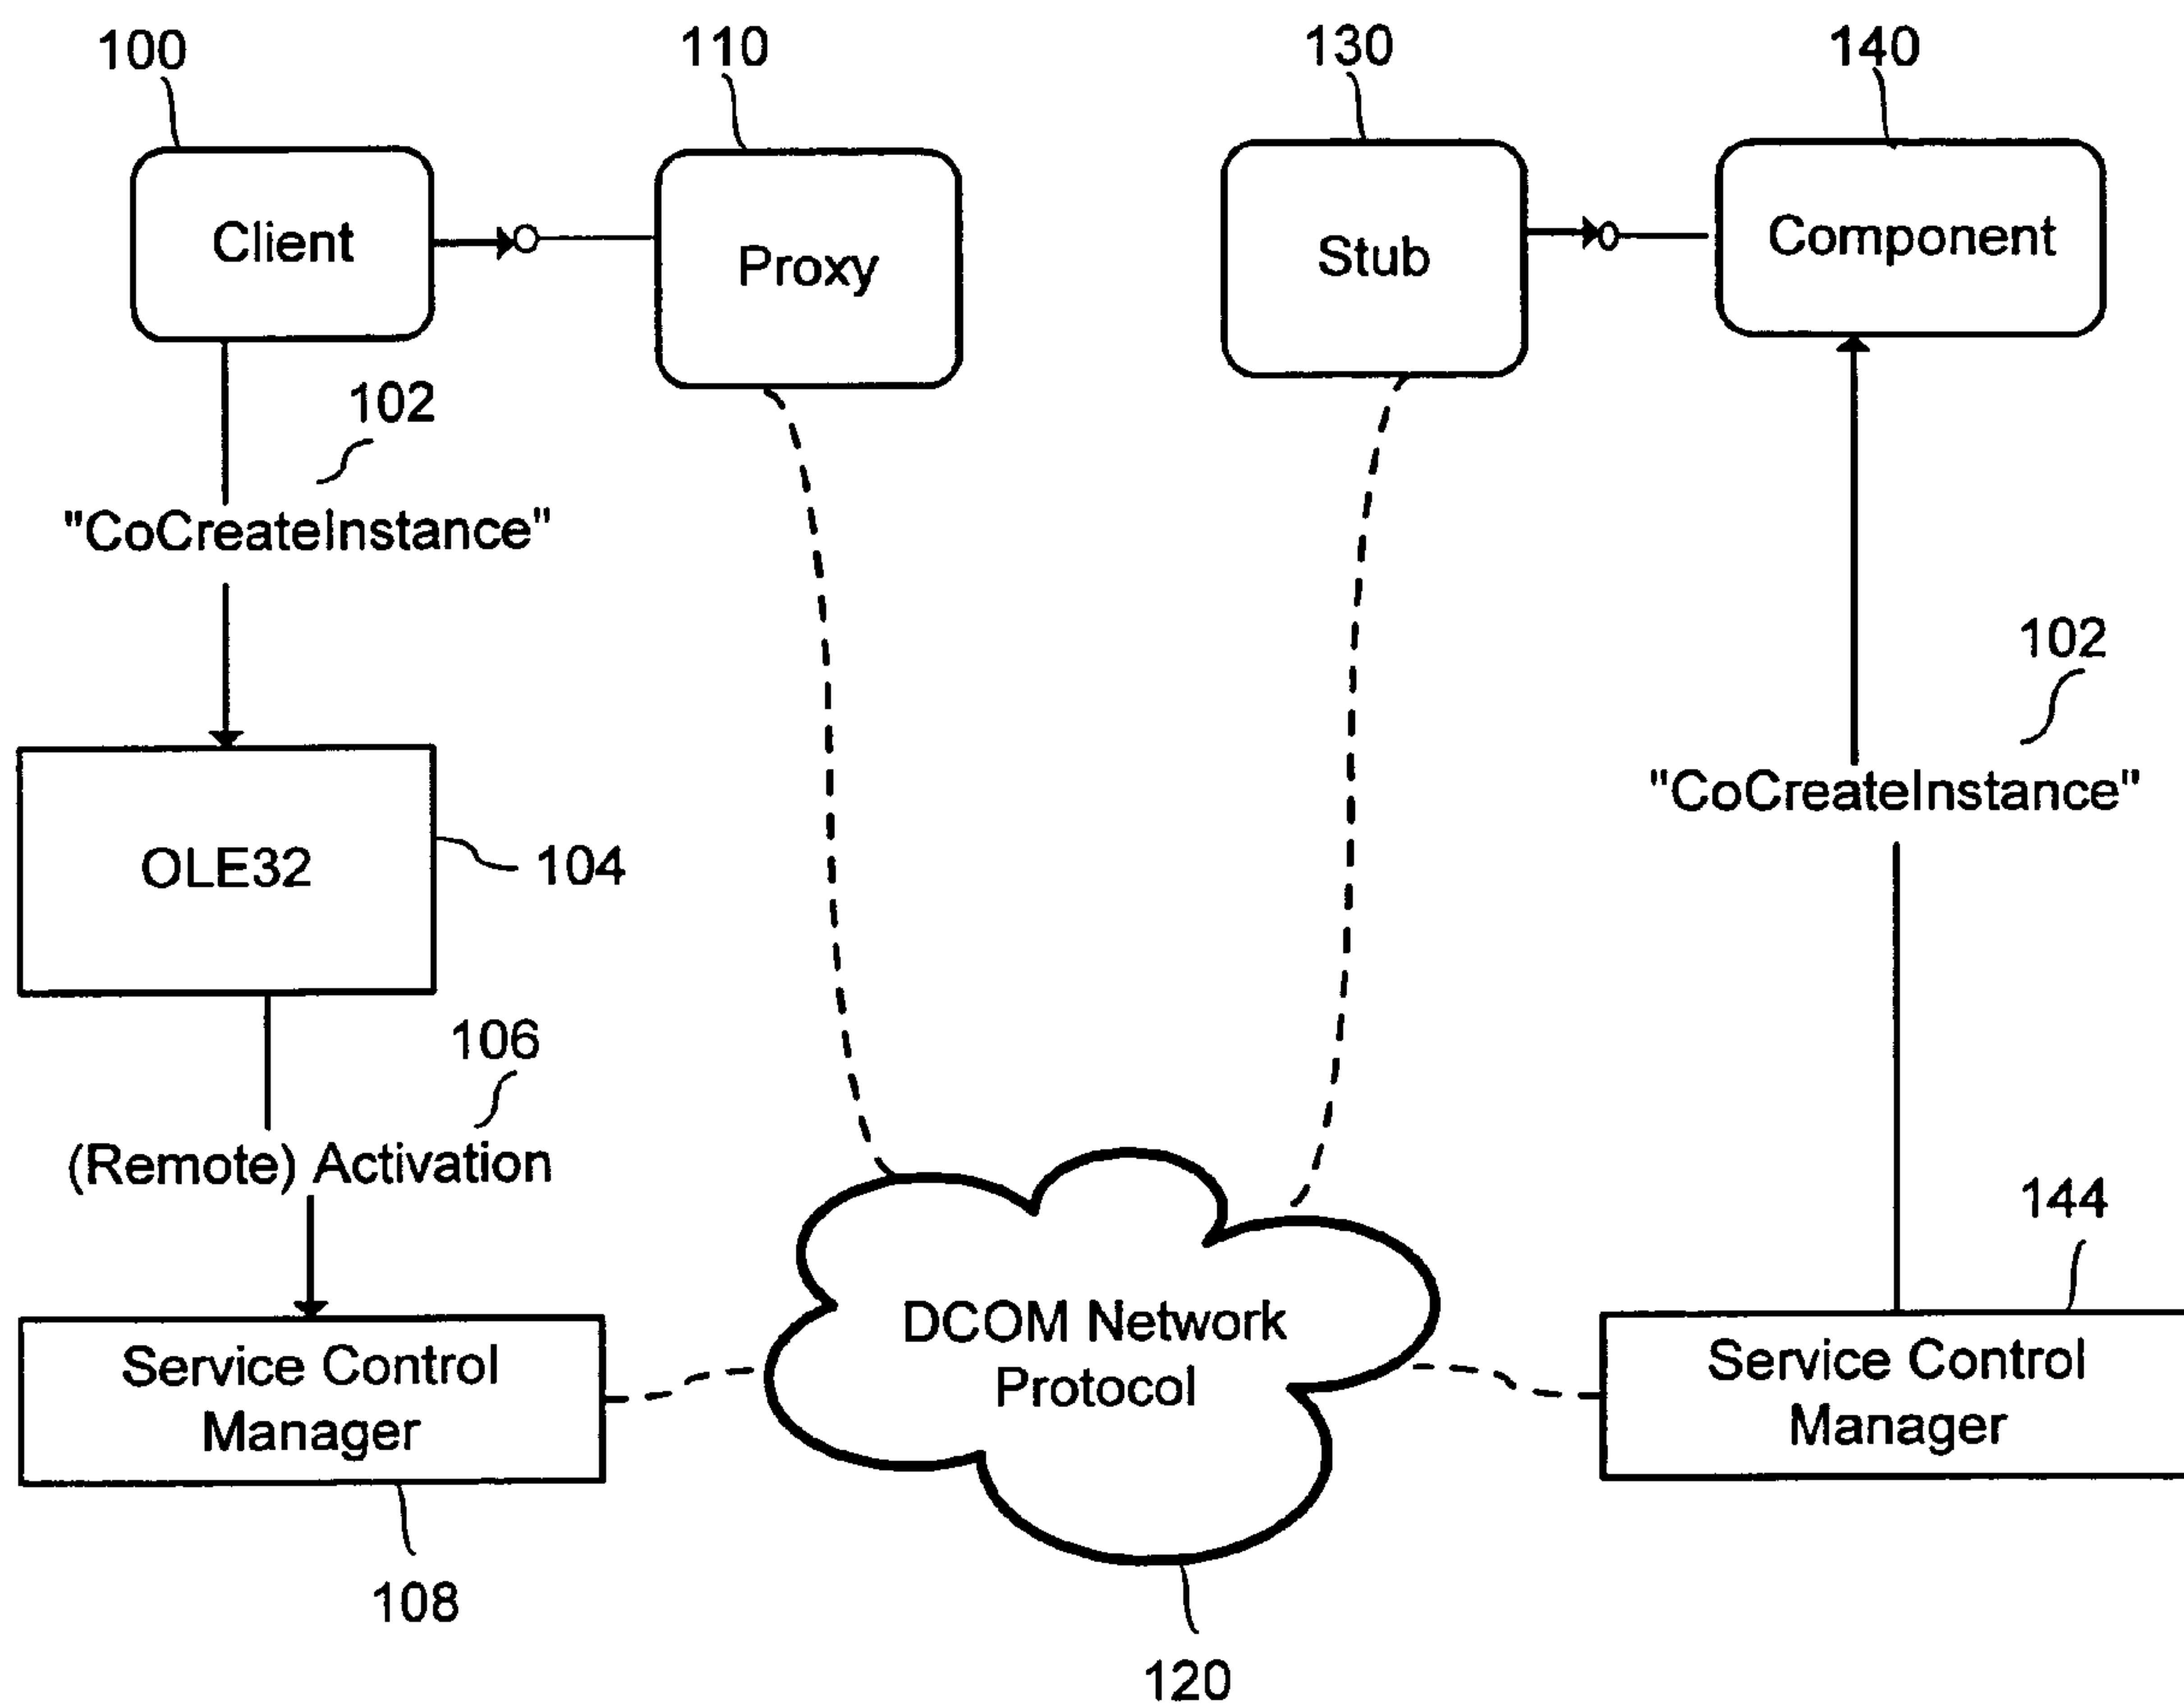 100
110
130
140
Client
Proxy
Stub
Component
102
"CoCreateInstance"
102
"CoCreateInstance"
OLE32
104
106
(Remote) Activation
144
Service Control
Manager
DCOM Network
Protocol
Service Control
Manager
108
120